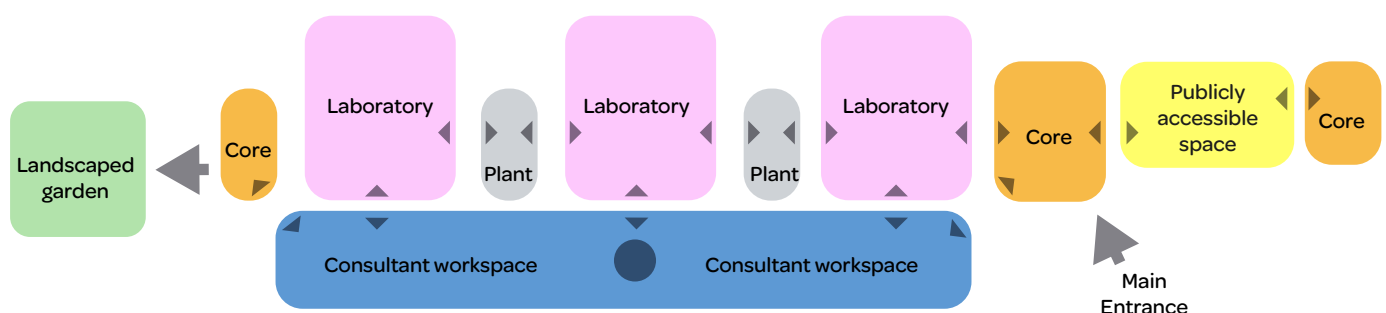 Landscaped
garden
Core
Laboratory
Plant
Laboratory
Plant
Laboratory
Core
Publicly
accessible
space
Core
Consultant workspace
Consultant workspace
Main
Entrance